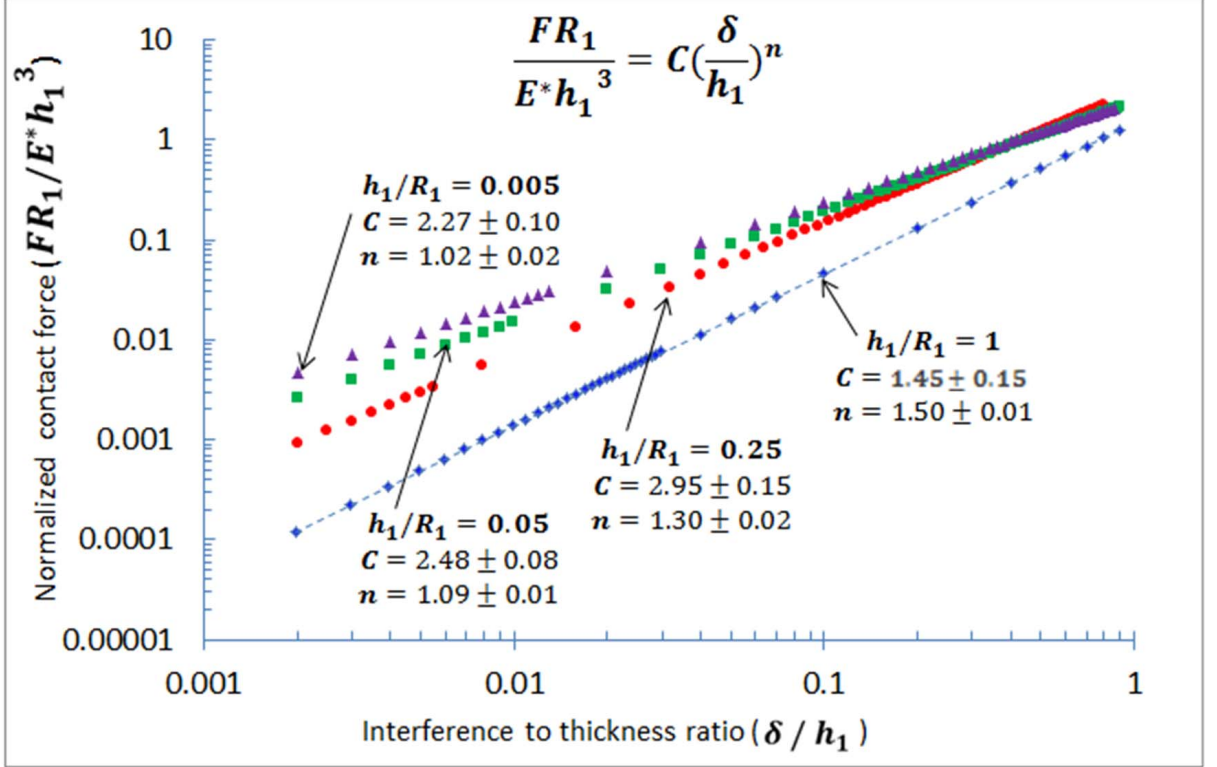 FR₁ / E*h₁³ = C(δ/h₁)ⁿ
Normalized contact force (FR₁/E*h₁³)
10
1
0.1
0.01
0.001
0.0001
0.00001
h₁/R₁ = 0.005
C = 2.27 ± 0.10
n = 1.02 ± 0.02
h₁/R₁ = 1
C = 1.45 ± 0.15
n = 1.50 ± 0.01
h₁/R₁ = 0.25
C = 2.95 ± 0.15
n = 1.30 ± 0.02
h₁/R₁ = 0.05
C = 2.48 ± 0.08
n = 1.09 ± 0.01
0.001 0.01 0.1 1
Interference to thickness ratio (δ / h₁)